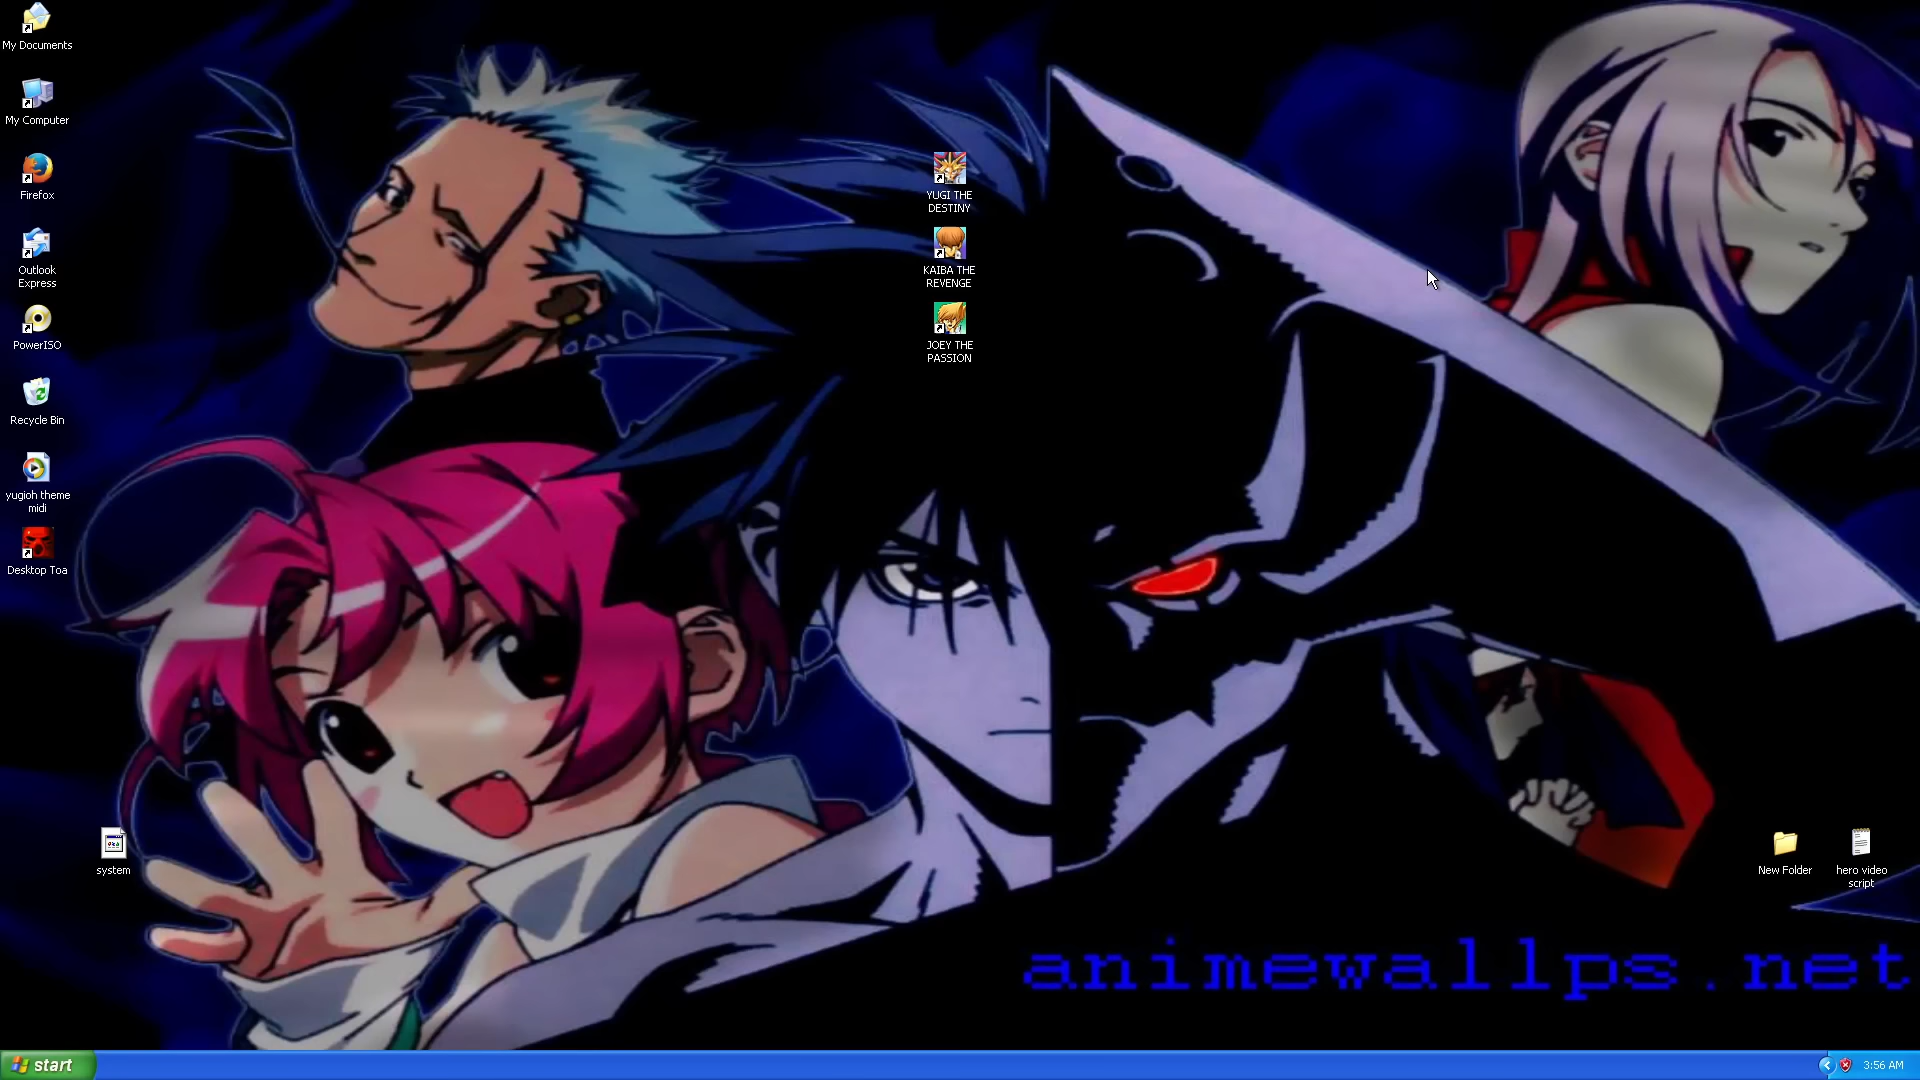 My Documents
My Computer
Firefox
Outlook
Express
PowerISO
Recycle Bin
yugioh theme
midi
Desktop Toa
system
YUGI THE
DESTINY
KAIBA THE
REVENGE
JOEY THE
PASSION
New Folder
hero video
script
animewallps.net
start
3:56 AM